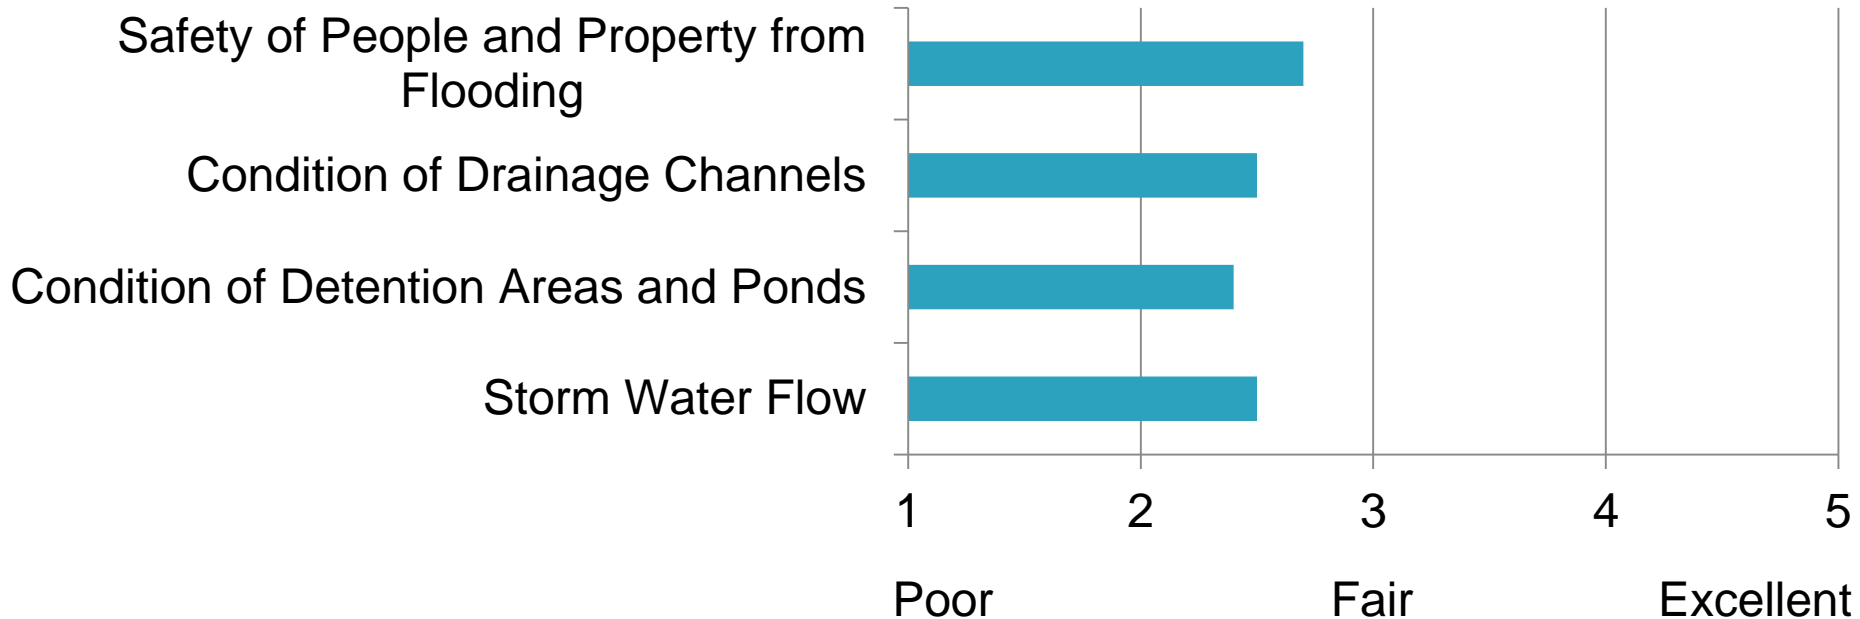 Safety of People and Property from
Flooding
Condition of Drainage Channels
Condition of Detention Areas and Ponds
Storm Water Flow
1 2 3 4 5
Poor Fair Excellent